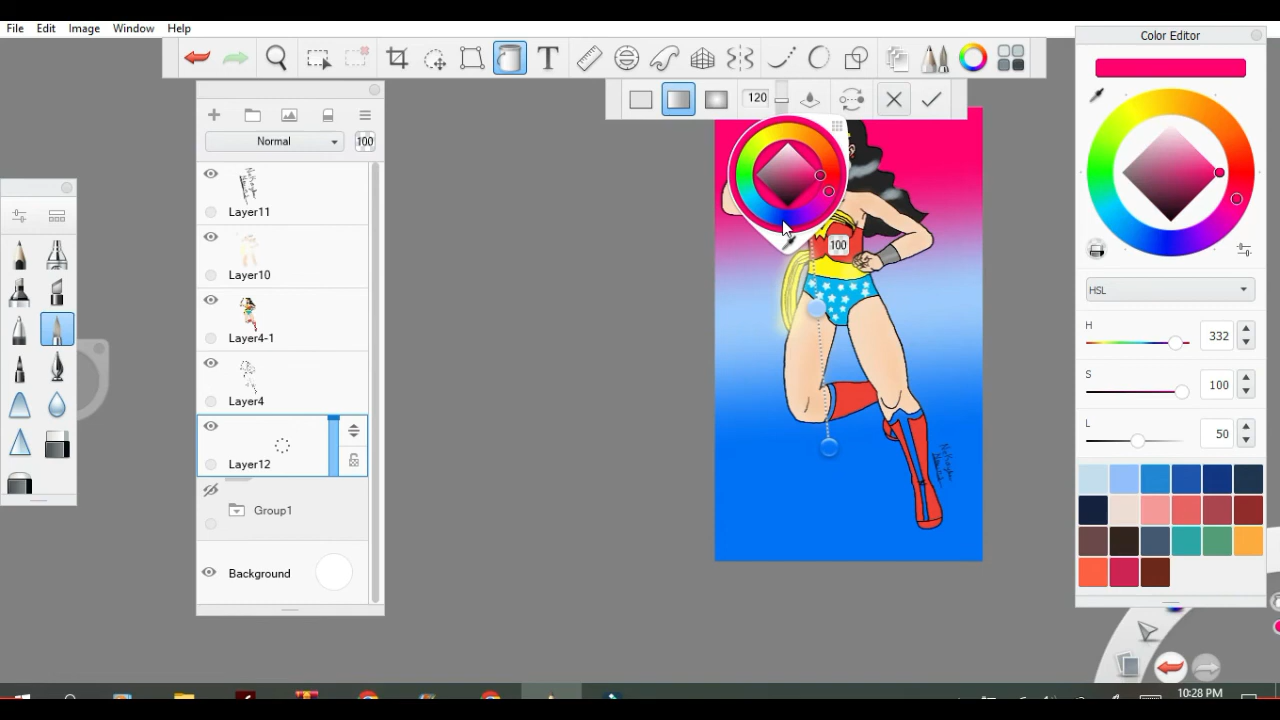 File Edit Image Window Help
Color Editor
120
Normal 100
Layer11
Layer10
Layer4-1
Layer4
Layer12
Group1
Background
100
HSL
H 332
S 100
L 50
10:28 PM